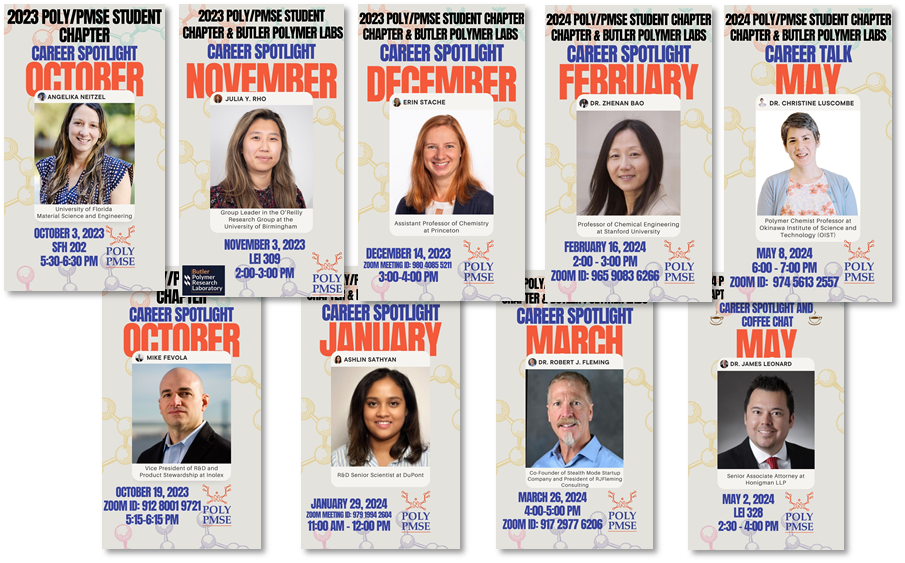 2023 POLY/PMSE STUDENT
CHAPTER
CAREER SPOTLIGHT
OCTOBER
ANGELIKA NEITZEL
University of Florida
Material Science and Engineering
OCTOBER 3, 2023
SFH 202
5:30-6:30 PM
POLY
PMSE
2023 POLY/PMSE STUDENT
CHAPTER & BUTLER POLYMER LABS
CAREER SPOTLIGHT
NOVEMBER
JULIA Y. RHO
Group Leader in the O'Reilly
Research Group at the
University of Birmingham
NOVEMBER 3, 2023
LEI 309
2:00-3:00 PM
Butler
Polymer
Research
Laboratory
POLY
PMSE
2023 POLY/PMSE STUDENT CHAPTER
CHAPTER & BUTLER POLYMER LABS
CAREER SPOTLIGHT
DECEMBER
ERIN STACHE
Assistant Professor of Chemistry
at Princeton
DECEMBER 14, 2023
ZOOM MEETING ID: 980 4085 5211
3:00-4:00 PM
POLY
PMSE
2024 POLY/PMSE STUDENT CHAPTER
CHAPTER & BUTLER POLYMER LABS
CAREER SPOTLIGHT
FEBRUARY
DR. ZHENAN BAO
Professor of Chemical Engineering
at Stanford University
FEBRUARY 16, 2024
2:00 - 3:00 PM
ZOOM ID: 965 9083 6266
POLY
PMSE
2024 POLY/PMSE STUDENT CHAPTER
CHAPTER & BUTLER POLYMER LABS
CAREER TALK
MAY
DR. CHRISTINE LUSCOMBE
Polymer Chemist Professor at
Okinawa Institute of Science and
Technology (OIST)
MAY 8, 2024
6:00 - 7:00 PM
ZOOM ID: 974 5613 2557
POLY
PMSE
CHAPTER
CAREER SPOTLIGHT
OCTOBER
MIKE FEVOLA
Vice President of R&D and
Product Stewardship at Inolex
OCTOBER 19, 2023
ZOOM ID: 912 8001 9721
5:15-6:15 PM
POLY
PMSE
CAREER SPOTLIGHT
JANUARY
ASHLIN SATHYAN
R&D Senior Scientist at DuPont
JANUARY 29, 2024
ZOOM MEETING ID: 979 1994 2604
11:00 AM - 12:00 PM
POLY
PMSE
CAREER SPOTLIGHT
MARCH
DR. ROBERT J. FLEMING
Co-Founder of Stealth Mode Startup
Company and President of RJFleming
Consulting
MARCH 26, 2024
4:00-5:00 PM
ZOOM ID: 917 2977 6206
POLY
PMSE
CAREER SPOTLIGHT AND
COFFEE CHAT
MAY
DR. JAMES LEONARD
Senior Associate Attorney at
Honigman LLP
MAY 2, 2024
LEI 328
2:30 - 4:00 PM
POLY
PMSE